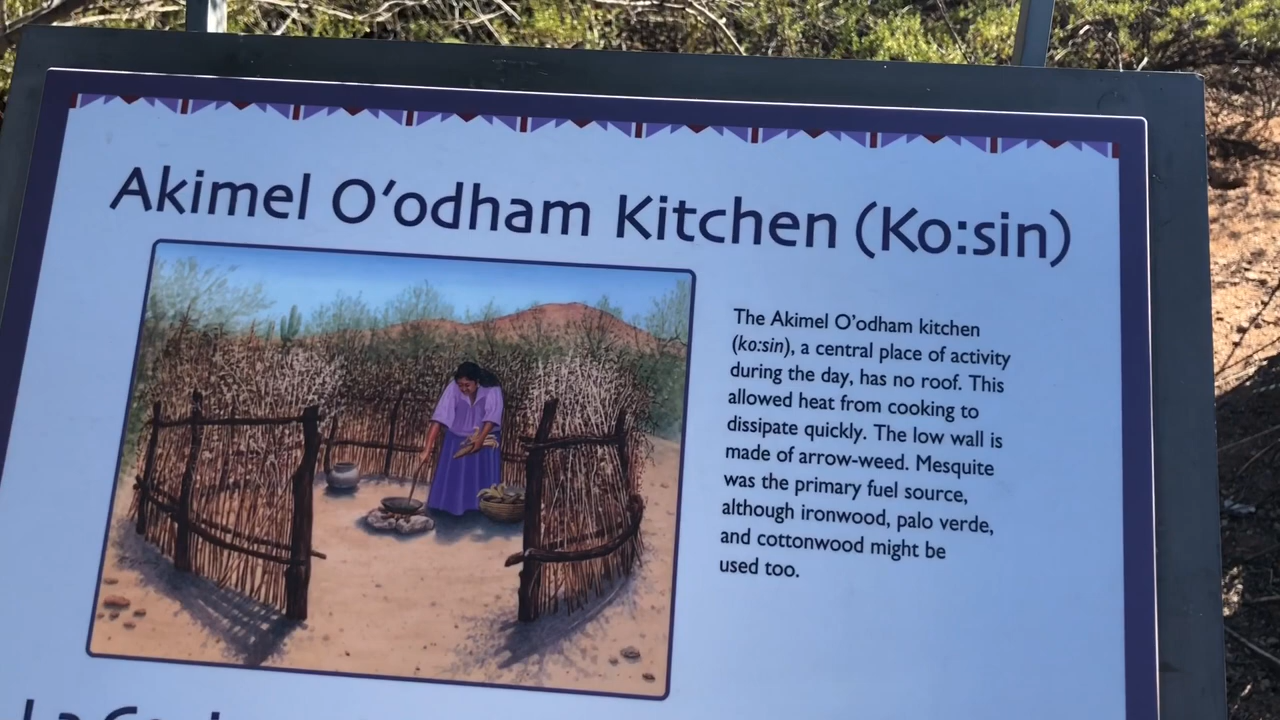 Akimel O'odham Kitchen (Ko:sin)
The Akimel O'odham kitchen
(ko:sin), a central place of activity
during the day, has no roof. This
allowed heat from cooking to
dissipate quickly. The low wall is
made of arrow-weed. Mesquite
was the primary fuel source,
although ironwood, palo verde,
and cottonwood might be
used too.
La